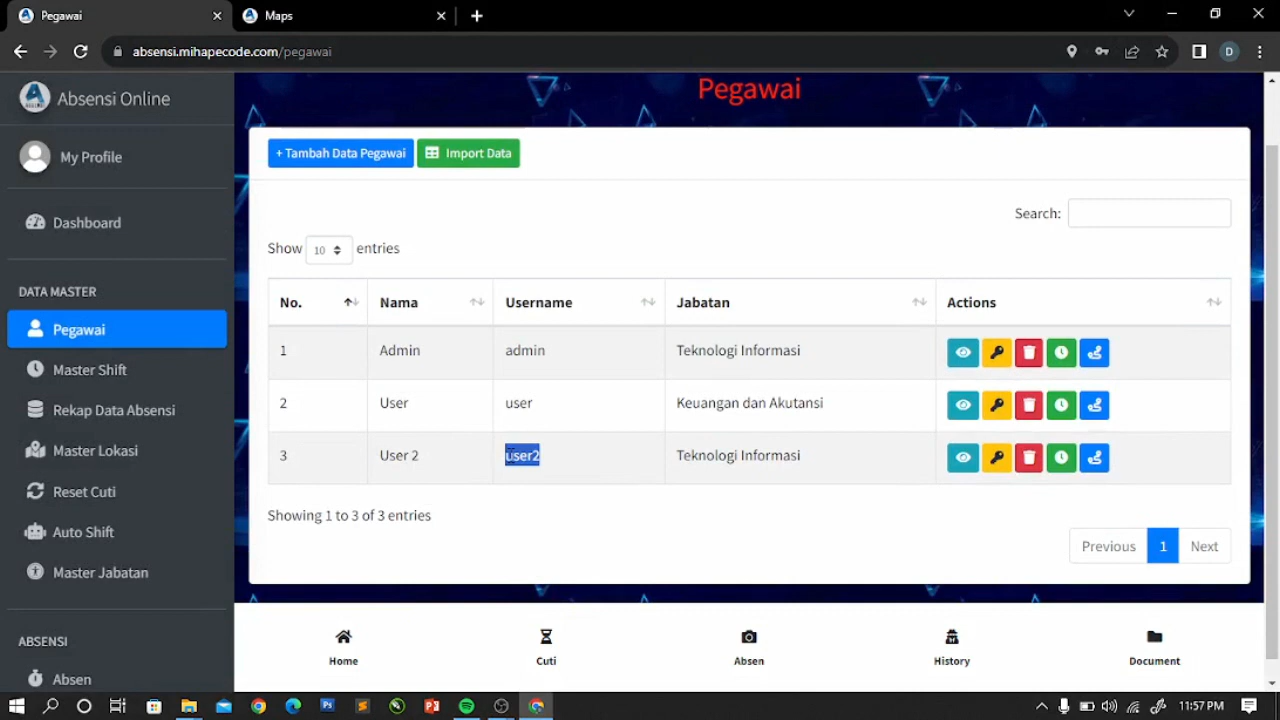 Pegawai
Maps
absensi.mihapecode.com/pegawai
D
Absensi Online
My Profile
Dashboard
DATA MASTER
Pegawai
Master Shift
Rekap Data Absensi
Master Lokasi
Reset Cuti
Auto Shift
Master Jabatan
ABSENSI
Absen
Pegawai
+ Tambah Data Pegawai Import Data
Search:
Show 10 entries
No. Nama Username Jabatan Actions
1 Admin admin Teknologi Informasi
2 User user Keuangan dan Akutansi
3 User 2 user2 Teknologi Informasi
Showing 1 to 3 of 3 entries
Previous 1 Next
Home Cuti Absen History Document
11:57 PM